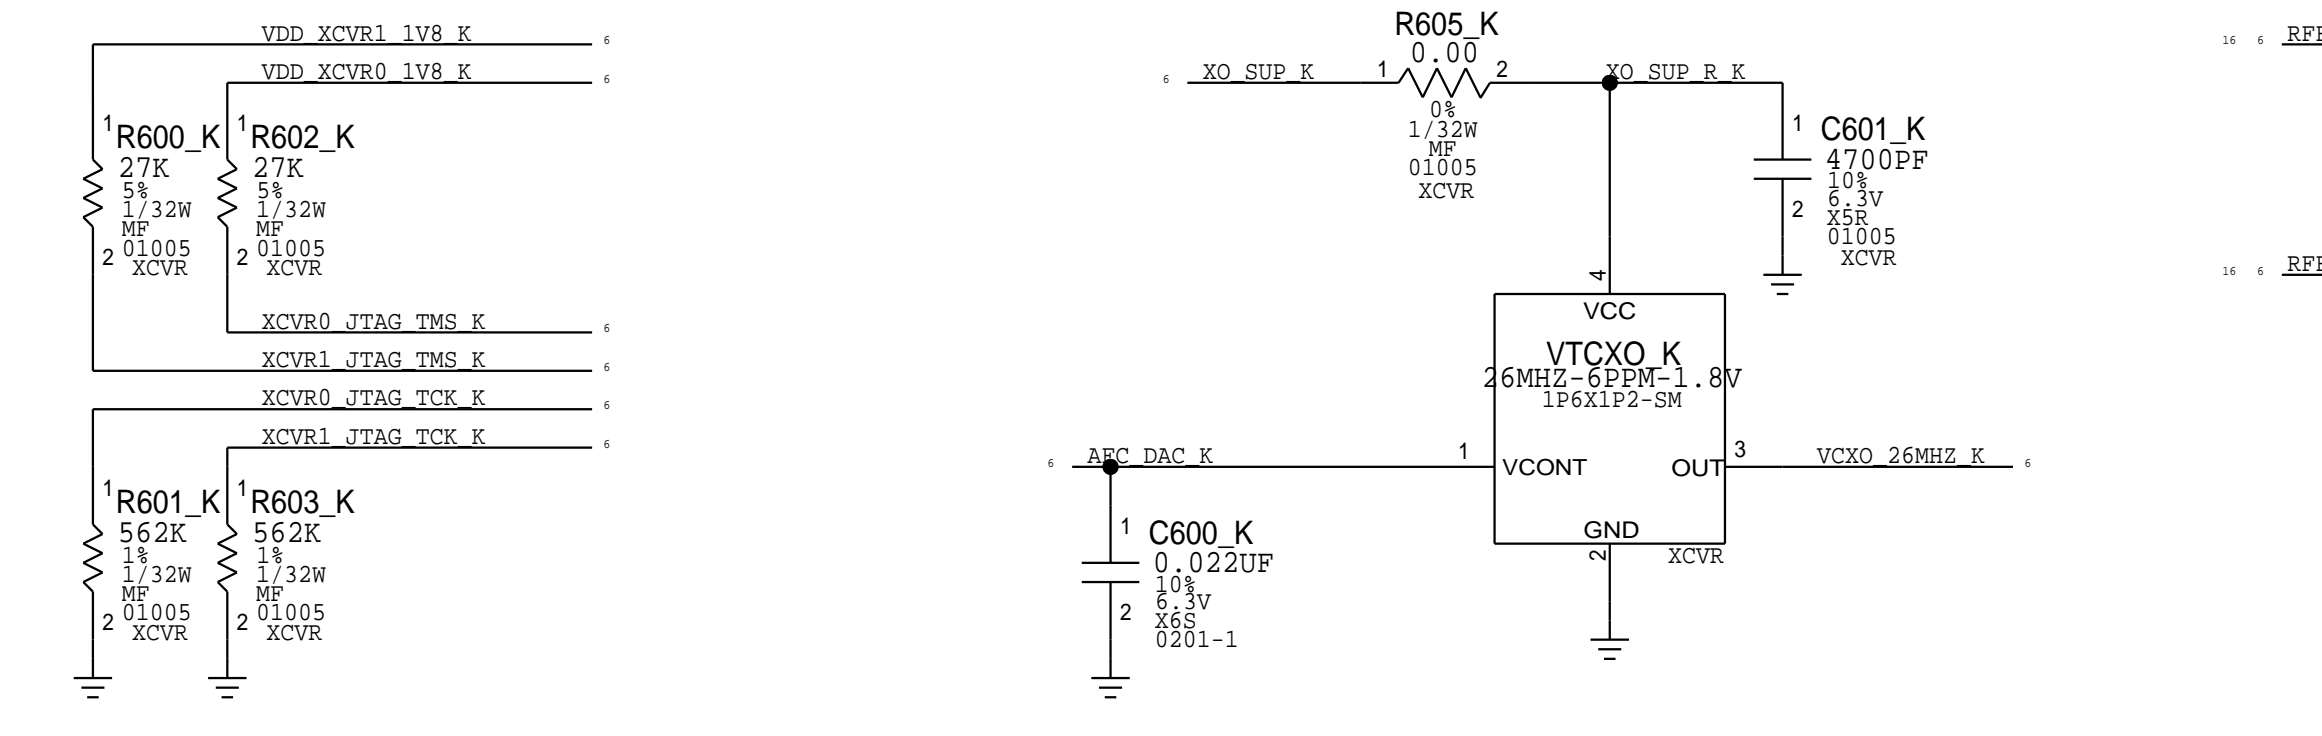 VDD_XCVR1_1V8_K 6
VDD_XCVR0_1V8_K 6
1 R600_K
27K
5%
1/32W
MF
2 01005
XCVR
1 R602_K
27K
5%
1/32W
MF
2 01005
XCVR
XCVR0_JTAG_TMS_K 6
XCVR1_JTAG_TMS_K 6
XCVR0_JTAG_TCK_K 6
XCVR1_JTAG_TCK_K 6
1 R601_K
562K
1%
1/32W
MF
2 01005
XCVR
1 R603_K
562K
1%
1/32W
MF
2 01005
XCVR
R605_K
0.00
6 XO_SUP_K 1 2 XO_SUP_R_K
0%
1/32W
MF
01005
XCVR
1 C601_K
4700PF
10%
6.3V
2 X5R
01005
XCVR
4
VCC
VTCXO_K
26MHZ-6PPM-1.8V
1P6X1P2-SM
6 AFC_DAC_K 1 VCONT OUT 3 VCXO_26MHZ_K 6
GND
2 XCVR
1 C600_K
0.022UF
10%
6.3V
2 X6S
0201-1
16 6
16 6